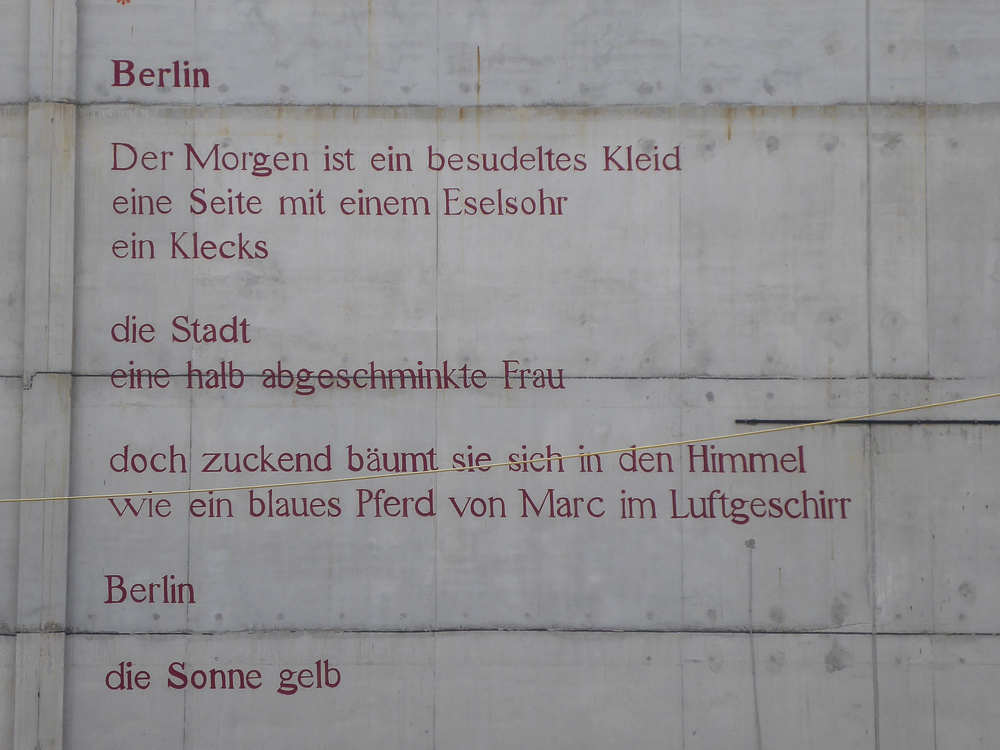 Berlin
Der Morgen ist ein besudeltes Kleid
eine Seite mit einem Eselsohr
ein Klecks
die Stadt
eine halb abgeschminkte Frau
doch zuckend bäumt sie sich in den Himmel
wie ein blaues Pferd von Marc im Luftgeschirr
Berlin
die Sonne gelb